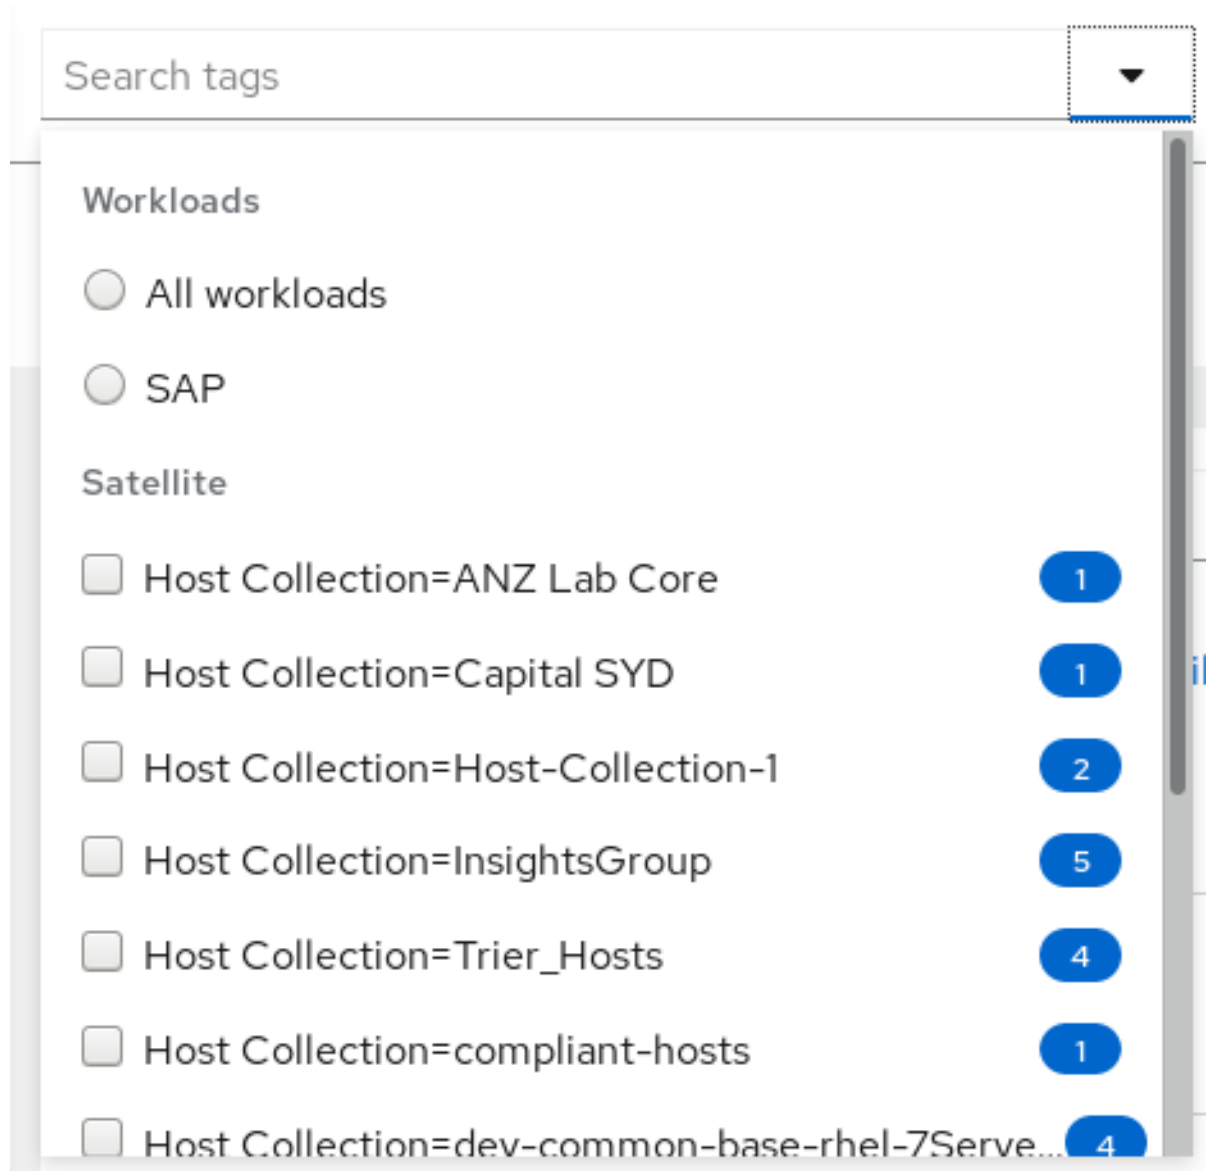 Search tags
Workloads
All workloads
SAP
Satellite
Host Collection=ANZ Lab Core 1
Host Collection=Capital SYD 1
Host Collection=Host-Collection-1 2
Host Collection=InsightsGroup 5
Host Collection=Trier_Hosts 4
Host Collection=compliant-hosts 1
Host Collection=dev-common-base-rhel-7Serve... 4